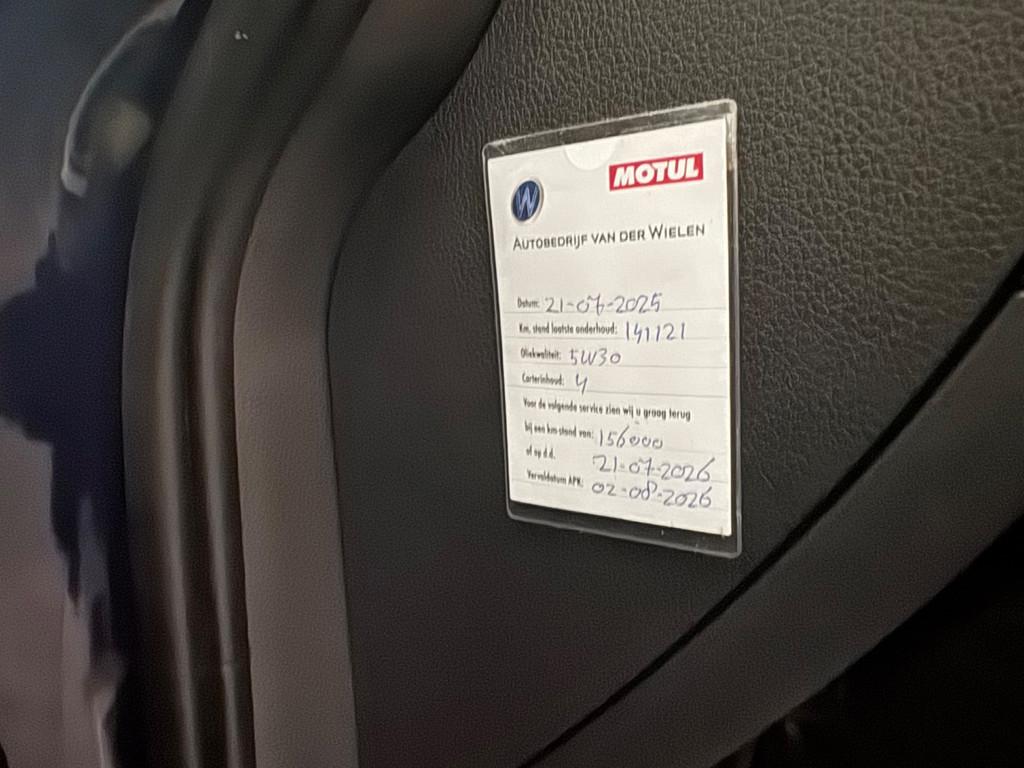 W
MOTUL
AUTOBEDRIJF VAN DER WIELEN
Datum: 21-07-2025
Km. stand laatste onderhoud: 141121
Oliekwaliteit: 5W30
Carterinhoud: 4
Voor de volgende service zien wij u graag terug
bij een km-stand van: 156000
of op d.d. 21-07-2026
Vervaldatum APK: 02-08-2026